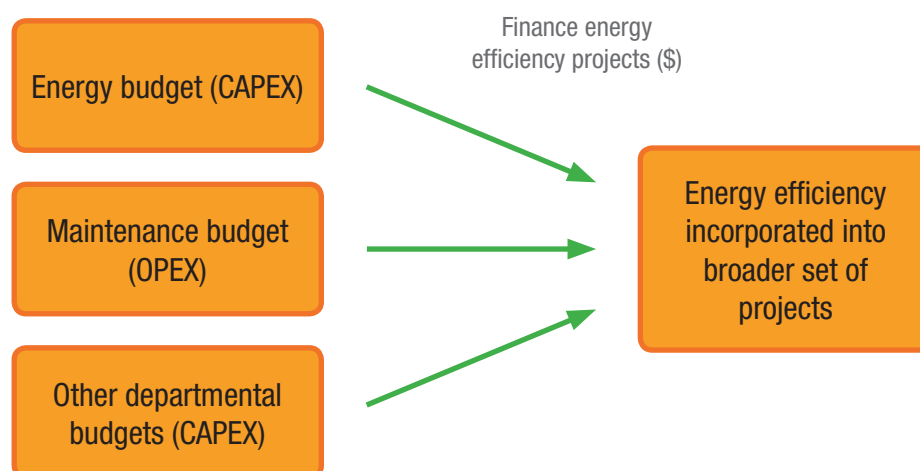 Finance energy
efficiency projects ($)
Energy budget (CAPEX)
Maintenance budget
(OPEX)
Other departmental
budgets (CAPEX)
Energy efficiency
incorporated into
broader set of
projects